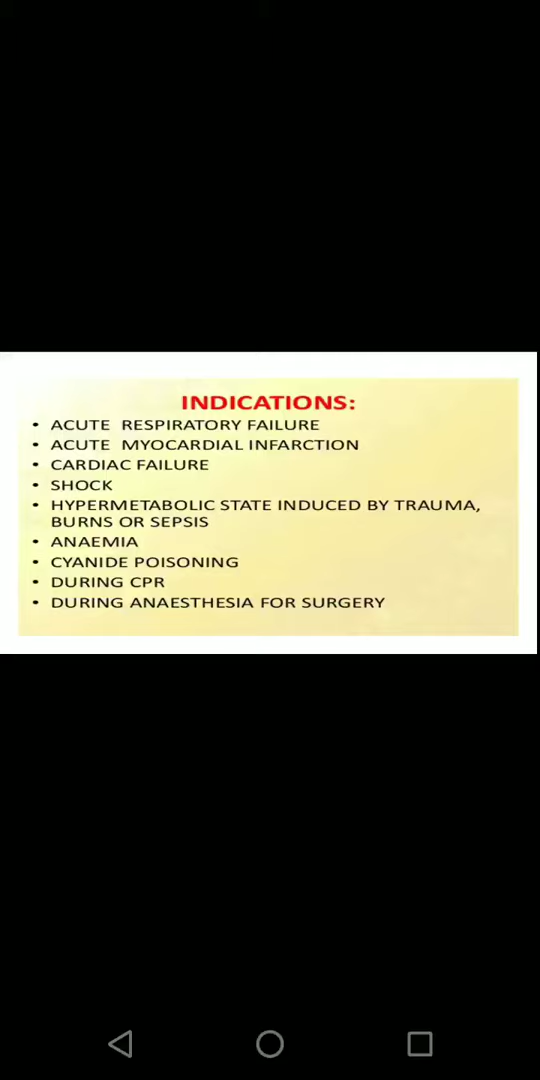 INDICATIONS:
• ACUTE RESPIRATORY FAILURE
• ACUTE MYOCARDIAL INFARCTION
• CARDIAC FAILURE
• SHOCK
• HYPERMETABOLIC STATE INDUCED BY TRAUMA,
BURNS OR SEPSIS
• ANAEMIA
• CYANIDE POISONING
• DURING CPR
• DURING ANAESTHESIA FOR SURGERY